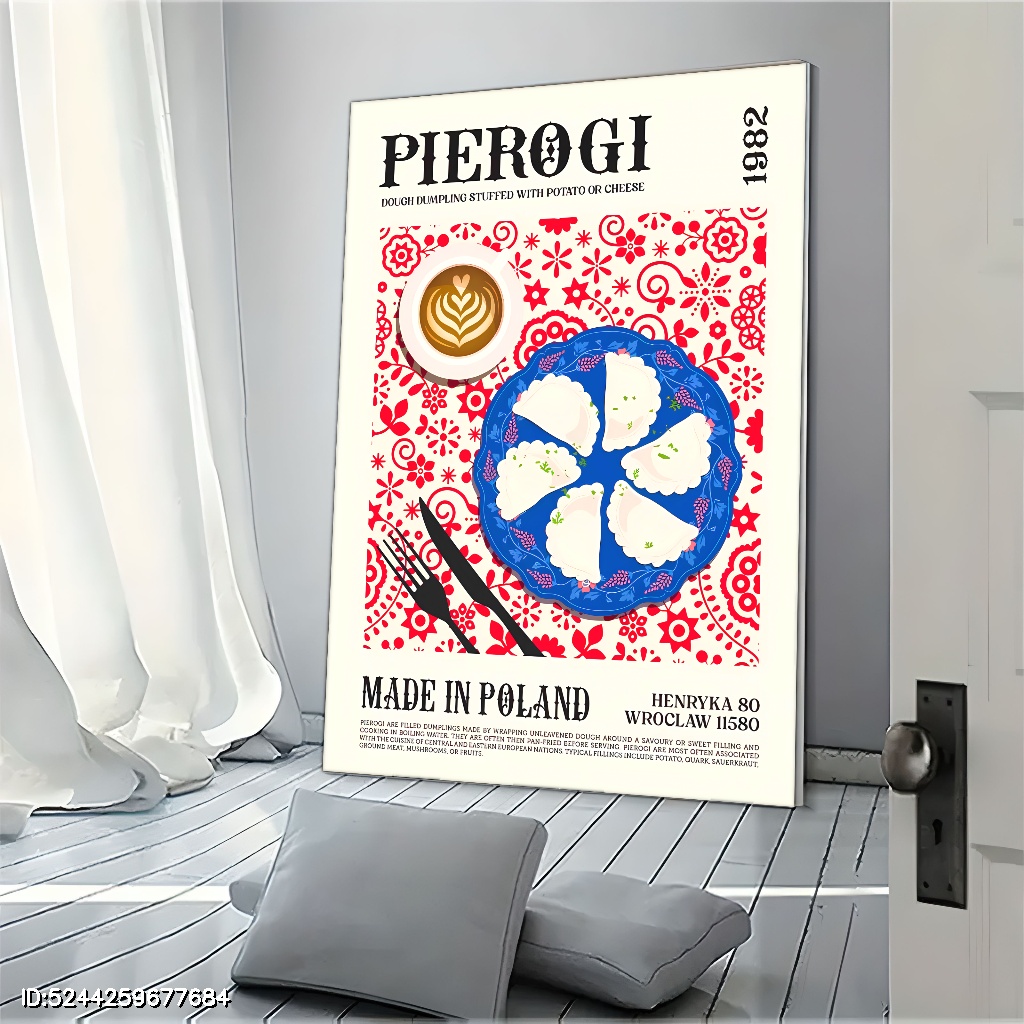 PIEROGI
1982
DOUGH DUMPLING STUFFED WITH POTATO OR CHEESE
MADE IN POLAND
HENRYKA 80
WROCLAW 11580
PIEROGI ARE FILLED DUMPLINGS MADE BY WRAPPING UNLEAVENED DOUGH AROUND A SAVOURY OR SWEET FILLING AND
COOKING IN BOILING WATER. THEY ARE OFTEN THEN PAN-FRIED BEFORE SERVING. PIEROGI ARE MOST OFTEN ASSOCIATED
WITH THE CUISINE OF CENTRAL AND EASTERN EUROPEAN NATIONS. TYPICAL FILLINGS INCLUDE POTATO, QUARK, SAUERKRAUT,
GROUND MEAT, MUSHROOMS, OR FRUITS.
ID:5244259677684